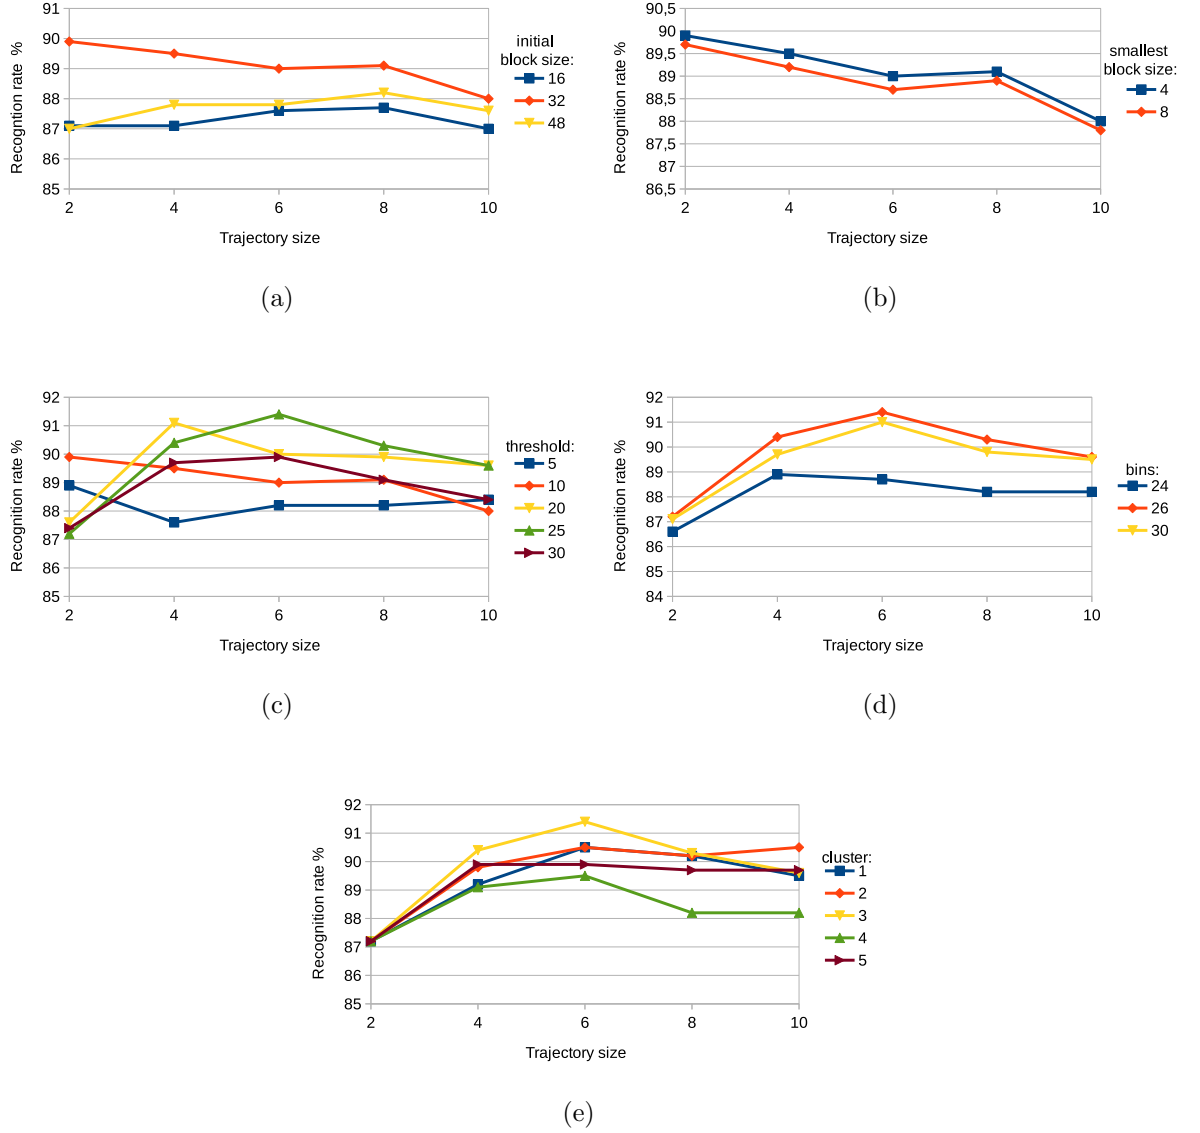 91
90
89
88
87
86
85
2 4 6 8 10
Recogntion rate %
Trajectory size
initial
block size:
16
32
48
(a)
90,5
90
89,5
89
88,5
88
87,5
87
86,5
2 4 6 8 10
Recognition rate %
Trajectory size
smallest
block size:
4
8
(b)
92
91
90
89
88
87
86
85
2 4 6 8 10
Recognition rate %
Trajectory size
threshold:
5
10
20
25
30
(c)
92
91
90
89
88
87
86
85
84
2 4 6 8 10
Recognition rate %
Trajectory size
bins:
24
26
30
(d)
92
91
90
89
88
87
86
85
2 4 6 8 10
Recognition rate %
Trajectory size
cluster:
1
2
3
4
5
(e)